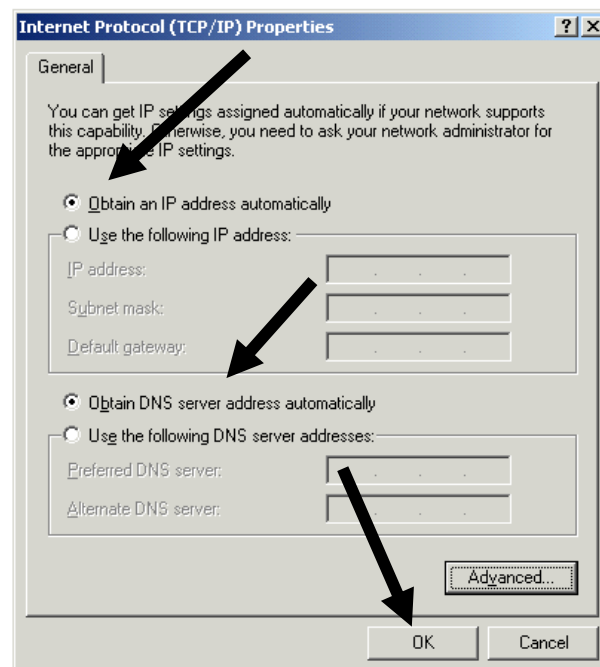 Internet Protocol (TCP/IP) Properties
General
You can get IP settings assigned automatically if your network supports
this capability. Otherwise, you need to ask your network administrator for
the appropriate IP settings.
Obtain an IP address automatically
Use the following IP address:
IP address:
Subnet mask:
Default gateway:
Obtain DNS server address automatically
Use the following DNS server addresses:
Preferred DNS server:
Alternate DNS server:
Advanced...
OK Cancel